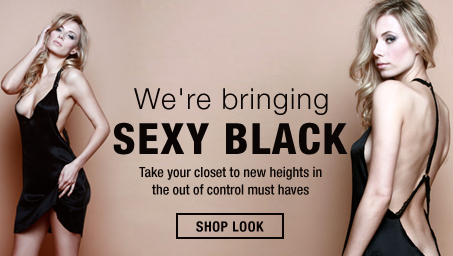 We're bringing
SEXY BLACK
Take your closet to new heights in
the out of control must haves
SHOP LOOK